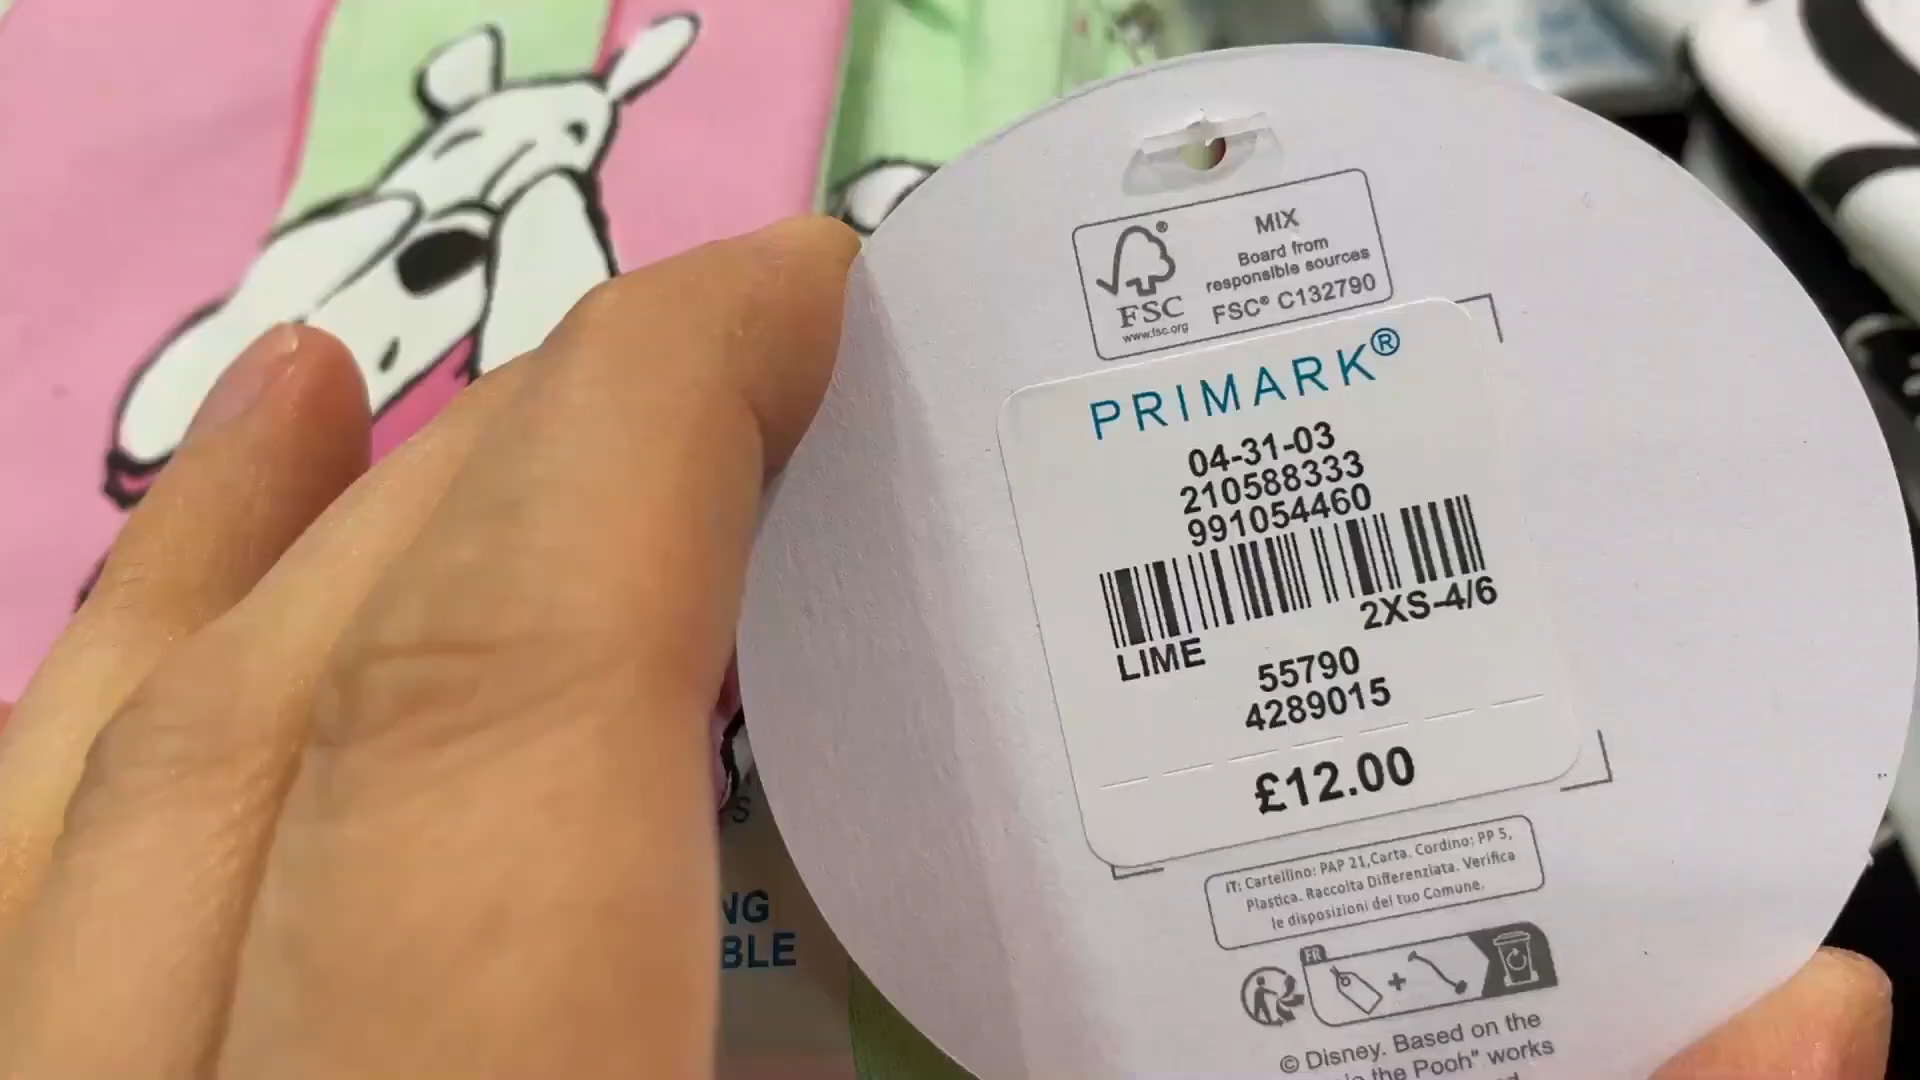 MIX
Board from
responsible sources
FSC® C132790
FSC
www.fsc.org
PRIMARK®
04-31-03
210588333
991054460
2XS-4/6
LIME
55790
4289015
£12.00
IT: Cartellino: PAP 21,Carta. Cordino: PP 5,
Plastica. Raccolta Differenziata. Verifica
le disposizioni del tuo Comune.
FR
© Disney. Based on the
the Pooh" works
NG
BLE